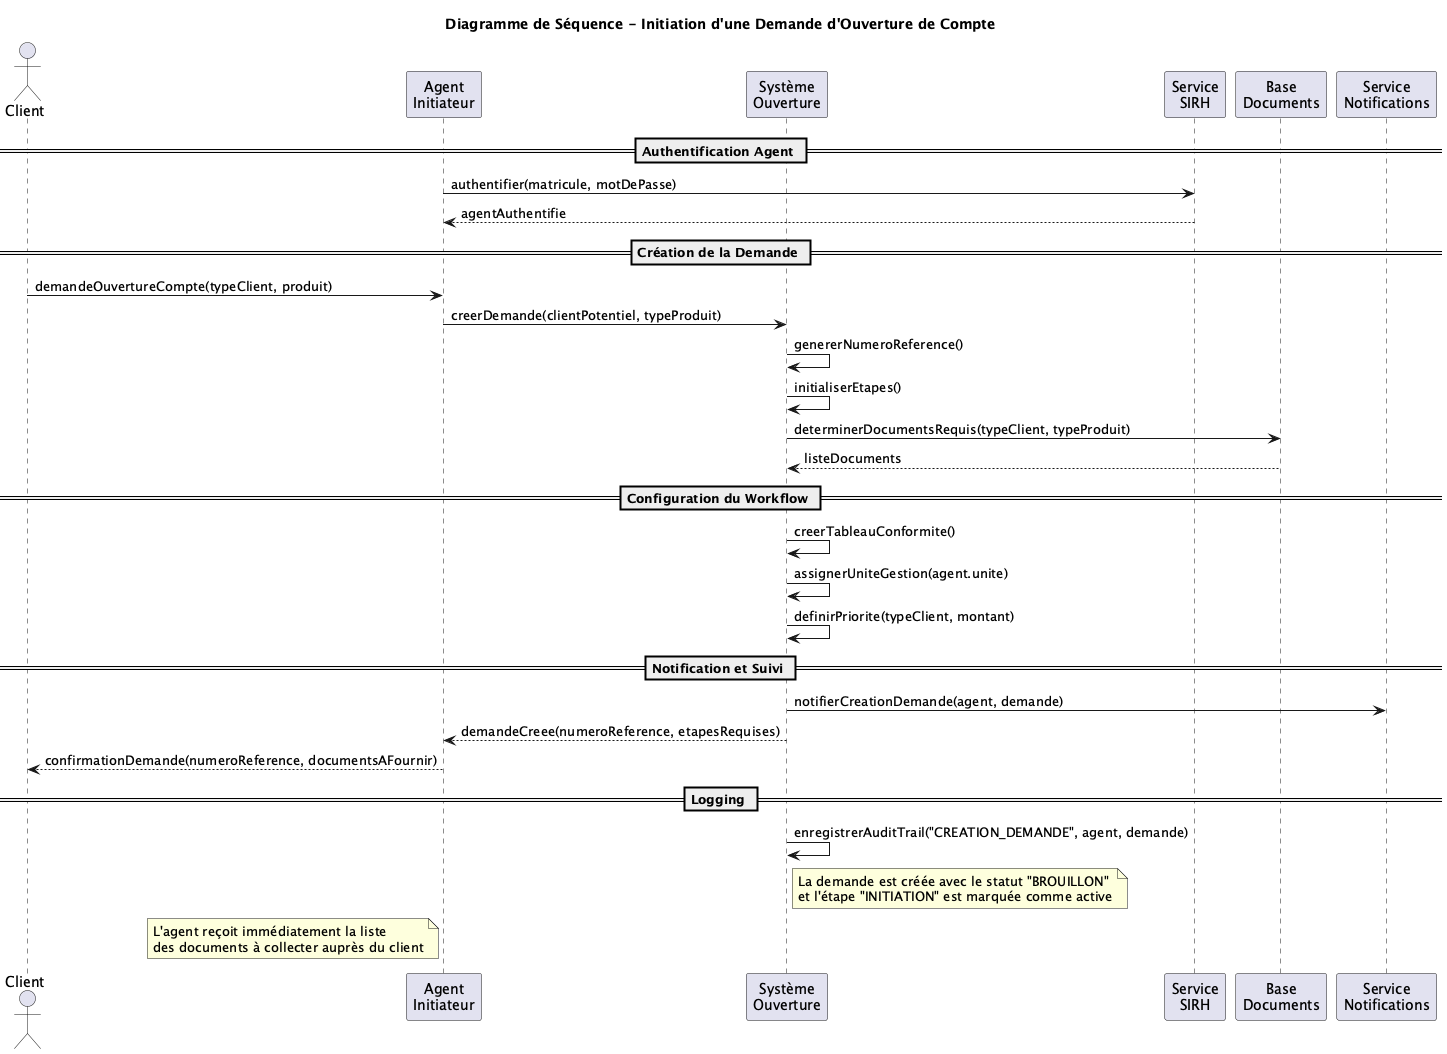 Diagramme de Séquence - Initiation d'une Demande d'Ouverture de Compte
Client
Agent
Initiateur
Système
Ouverture
Service
SIRH
Base
Documents
Service
Notifications
Authentification Agent
authentifier(matricule, motDePasse)
agentAuthentifie
Création de la Demande
demandeOuvertureCompte(typeClient, produit)
creerDemande(clientPotentiel, typeProduit)
genererNumeroReference()
initialiserEtapes()
determinerDocumentsRequis(typeClient, typeProduit)
listeDocuments
Configuration du Workflow
creerTableauConformite()
assignerUniteGestion(agent.unite)
definirPriorite(typeClient, montant)
Notification et Suivi
notifierCreationDemande(agent, demande)
demandeCreee(numeroReference, etapesRequises)
confirmationDemande(numeroReference, documentsAFournir)
Logging
enregistrerAuditTrail("CREATION_DEMANDE", agent, demande)
La demande est créée avec le statut "BROUILLON"
et l'étape "INITIATION" est marquée comme active
L'agent reçoit immédiatement la liste
des documents à collecter auprès du client
Client
Agent
Initiateur
Système
Ouverture
Service
SIRH
Base
Documents
Service
Notifications